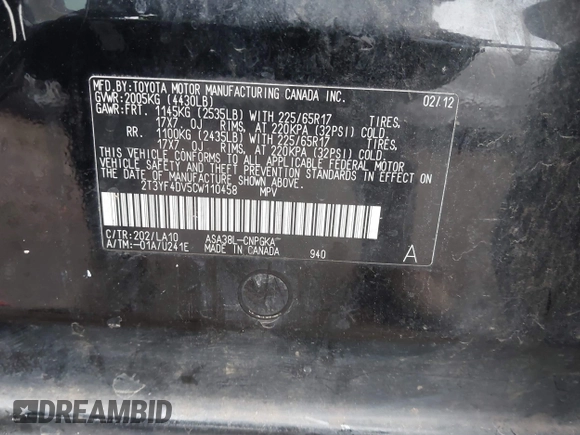 MFD.BY:TOYOTA MOTOR MANUFACTURING CANADA INC.
GVWR:2005KG (4430LB) 02/12
GAWR:FRT. 1145KG (2535LB) WITH 225/65R17 TIRES.
17X7. 0J RIMS, AT 220KPA (32PSI) COLD.
RR. 1100KG (2435LB) WITH 225/65R17 TIRES.
17X7. 0J RIMS, AT 220KPA (32PSI) COLD.
THIS VEHICLE CONFORMS TO ALL APPLICABLE FEDERAL MOTOR
VEHICLE SAFETY AND THEFT PREVENTION STANDARDS IN EFFECT
ON THE DATE OF MANUFACTURE SHOWN ABOVE.
2T3YF4DV5CW110458 MPV
C/TR:202/LA10 ASA38L-CNPGKA
A/TM:-01A/U241E MADE IN CANADA 940 A
DREAMBID